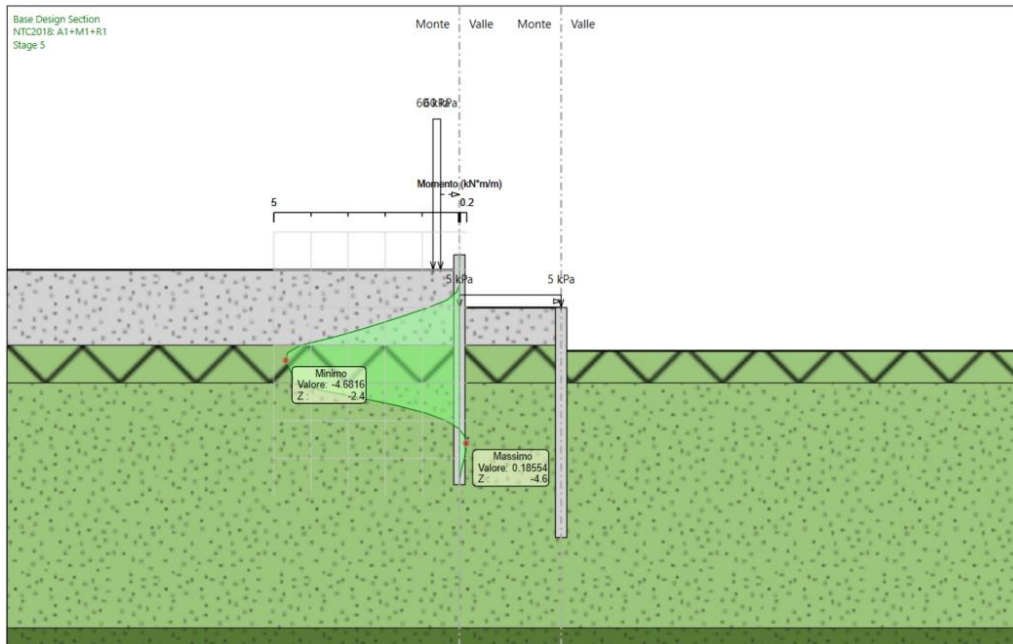 Base Design Section
NTC2018: A1+M1+R1
Stage 5
Monte Valle Monte Valle
kPa
Momento (kN*m/m)
5 0.2
5 kPa 5 kPa
Minimo
Valore: -4.6816
Z : -2.4
Massimo
Valore: 0.18554
Z : -4.6